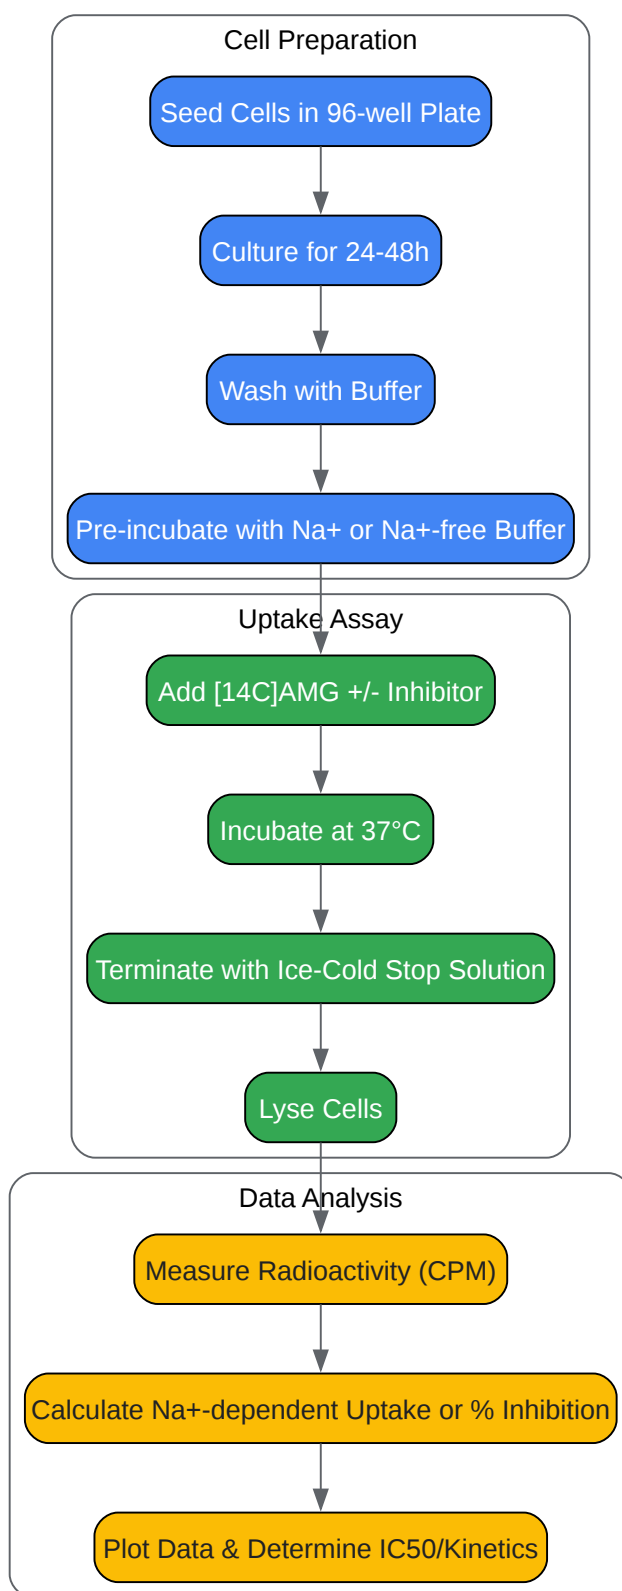 Cell Preparation
Seed Cells in 96-well Plate
Culture for 24-48h
Wash with Buffer
Pre-incubate with Na+ or Na+-free Buffer
Uptake Assay
Add [14C]AMG +/- Inhibitor
Incubate at 37°C
Terminate with Ice-Cold Stop Solution
Lyse Cells
Data Analysis
Measure Radioactivity (CPM)
Calculate Na+-dependent Uptake or % Inhibition
Plot Data & Determine IC50/Kinetics